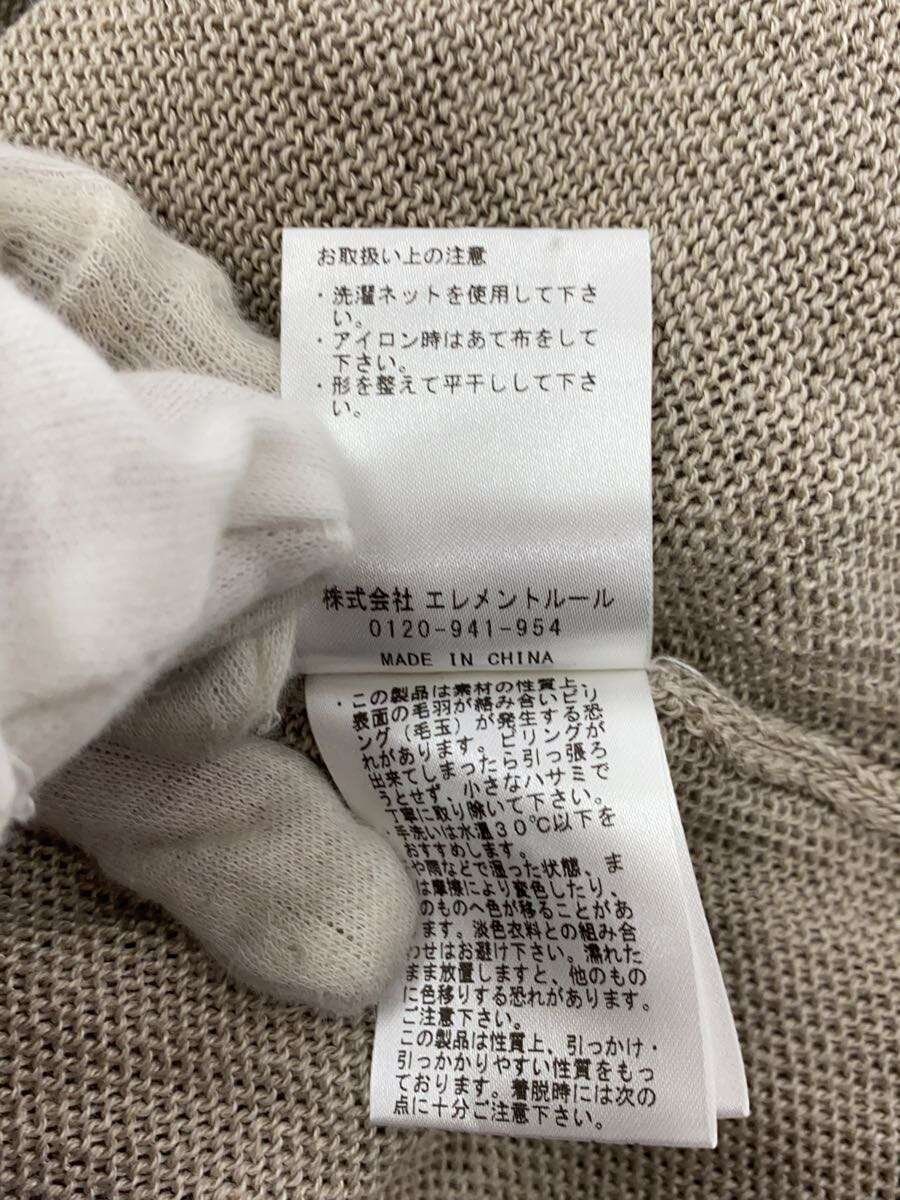 お取扱い上の注意
・洗濯ネットを使用して下さ
い。
・アイロン時はあて布をして
下さい。
・形を整えて平干しして下さ
い。
株式会社 エレメントルール
0120-941-954
MADE IN CHINA
・この製品は素材の性質上、
表面の毛羽が絡み合いピリ
ング(毛玉)が発生する恐
れがあります。ピリングが
出来てしまったら引っ張ろ
うとせず、小さなハサミで
丁寧に取り除いて下さい。
・手洗いは水温30℃以下を
おすすめします。
や雨などで湿った状態、ま
は摩擦により変色したり、
のものへ色が移ることがあ
ます。淡色衣料との組み合
わせはお避け下さい。濡れた
まま放置しますと、他のもの
に色移りする恐れがあります。
ご注意下さい。
この製品は性質上、引っかけ・
引っかかりやすい性質をもっ
ております。着脱時には次の
点に十分ご注意下さい。